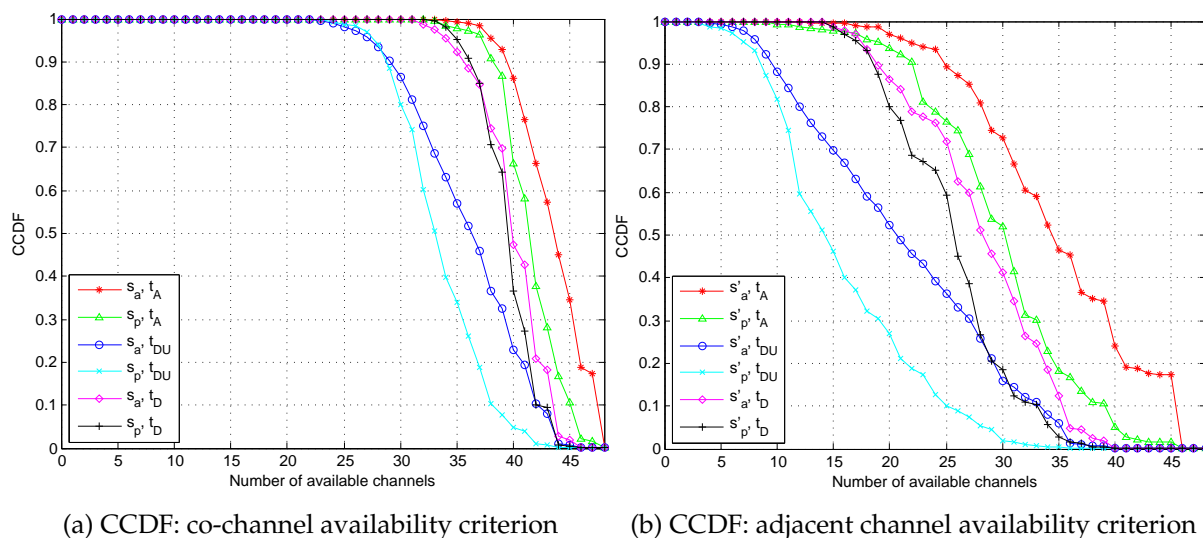 1
0.9
0.8
0.7
0.6
0.5
0.4
0.3
0.2
0.1
0
CCDF
0 5 10 15 20 25 30 35 40 45
Number of available channels
s_a, t_A
s_p, t_A
s_a, t_DU
s_p, t_DU
s_a, t_D
s_p, t_D
(a) CCDF: co-channel availability criterion
1
0.9
0.8
0.7
0.6
0.5
0.4
0.3
0.2
0.1
0
CCDF
0 5 10 15 20 25 30 35 40 45
Number of available channels
s'_a, t_A
s'_p, t_A
s'_a, t_DU
s'_p, t_DU
s'_a, t_D
s'_p, t_D
(b) CCDF: adjacent channel availability criterion